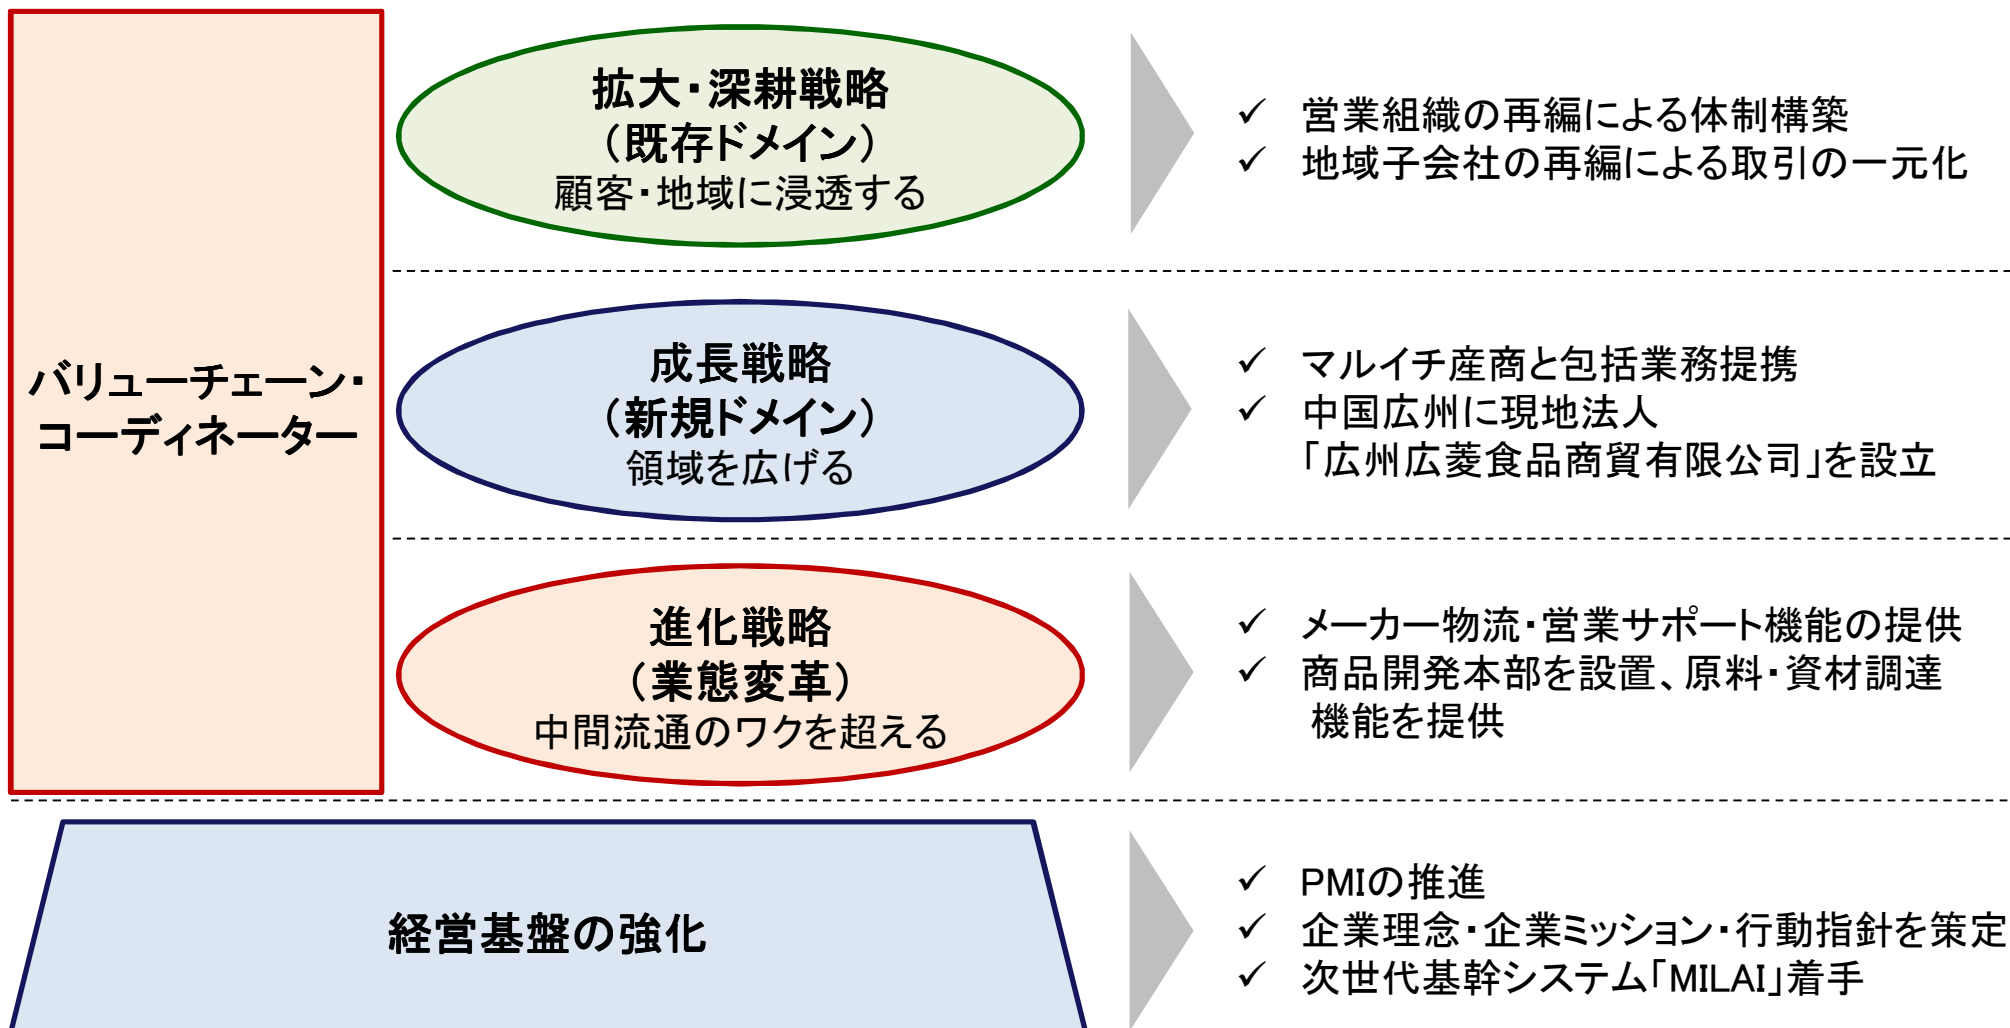 バリューチェーン・
コーディネーター
拡大・深耕戦略
（既存ドメイン）
顧客・地域に浸透する
✓ 営業組織の再編による体制構築
✓ 地域子会社の再編による取引の一元化
成長戦略
（新規ドメイン）
領域を広げる
✓ マルイチ産商と包括業務提携
✓ 中国広州に現地法人
「広州広菱食品商貿有限公司」を設立
進化戦略
（業態変革）
中間流通のワクを超える
✓ メーカー物流・営業サポート機能の提供
✓ 商品開発本部を設置、原料・資材調達
機能を提供
経営基盤の強化
✓ PMIの推進
✓ 企業理念・企業ミッション・行動指針を策定
✓ 次世代基幹システム「MILAI」着手